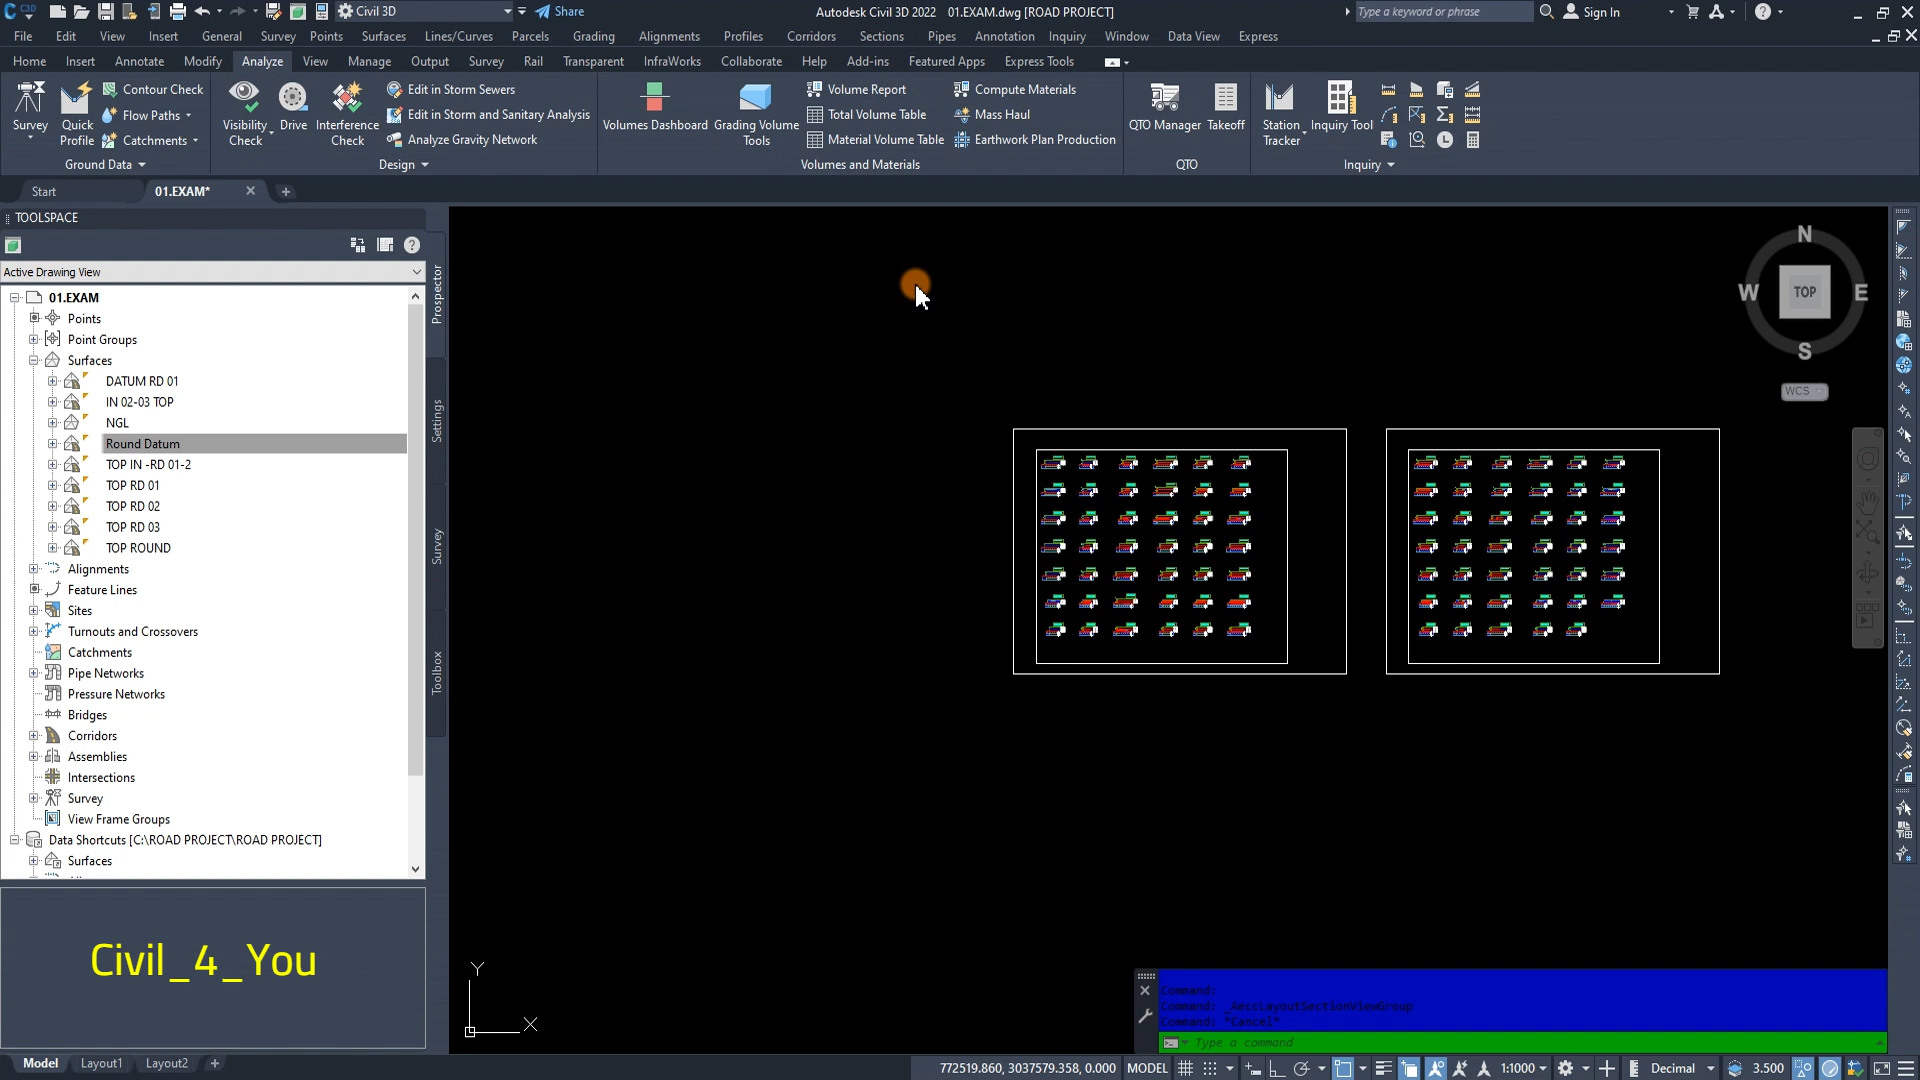 C3D
Civil 3D
Share
Autodesk Civil 3D 2022   01.EXAM.dwg [ROAD PROJECT]
Type a keyword or phrase
Sign In
File Edit View Insert General Survey Points Surfaces Lines/Curves Parcels Grading Alignments Profiles Corridors Sections Pipes Annotation Inquiry Window Data View Express
Home Insert Annotate Modify Analyze View Manage Output Survey Rail Transparent InfraWorks Collaborate Help Add-ins Featured Apps Express Tools
Survey
Quick Profile
Contour Check
Flow Paths
Catchments
Ground Data
Visibility Check
Drive
Interference Check
Edit in Storm Sewers
Edit in Storm and Sanitary Analysis
Analyze Gravity Network
Design
Volumes Dashboard
Grading Volume Tools
Volume Report
Total Volume Table
Material Volume Table
Compute Materials
Mass Haul
Earthwork Plan Production
Volumes and Materials
QTO Manager
Takeoff
QTO
Station Tracker
Inquiry Tool
Inquiry
Start
01.EXAM*
TOOLSPACE
Active Drawing View
01.EXAM
Points
Point Groups
Surfaces
DATUM RD 01
IN 02-03 TOP
NGL
Round Datum
TOP IN -RD 01-2
TOP RD 01
TOP RD 02
TOP RD 03
TOP ROUND
Alignments
Feature Lines
Sites
Turnouts and Crossovers
Catchments
Pipe Networks
Pressure Networks
Bridges
Corridors
Assemblies
Intersections
Survey
View Frame Groups
Data Shortcuts [C:\ROAD PROJECT\ROAD PROJECT]
Surfaces
Prospector
Settings
Survey
Toolbox
Civil_4_You
N
W
TOP
E
S
WCS
Y
X
Command:
Command: _AeccLayoutSectionViewGroup
Command: *Cancel*
Type a command
Model Layout1 Layout2
772519.860, 3037579.358, 0.000 MODEL
1:1000
Decimal
3.500